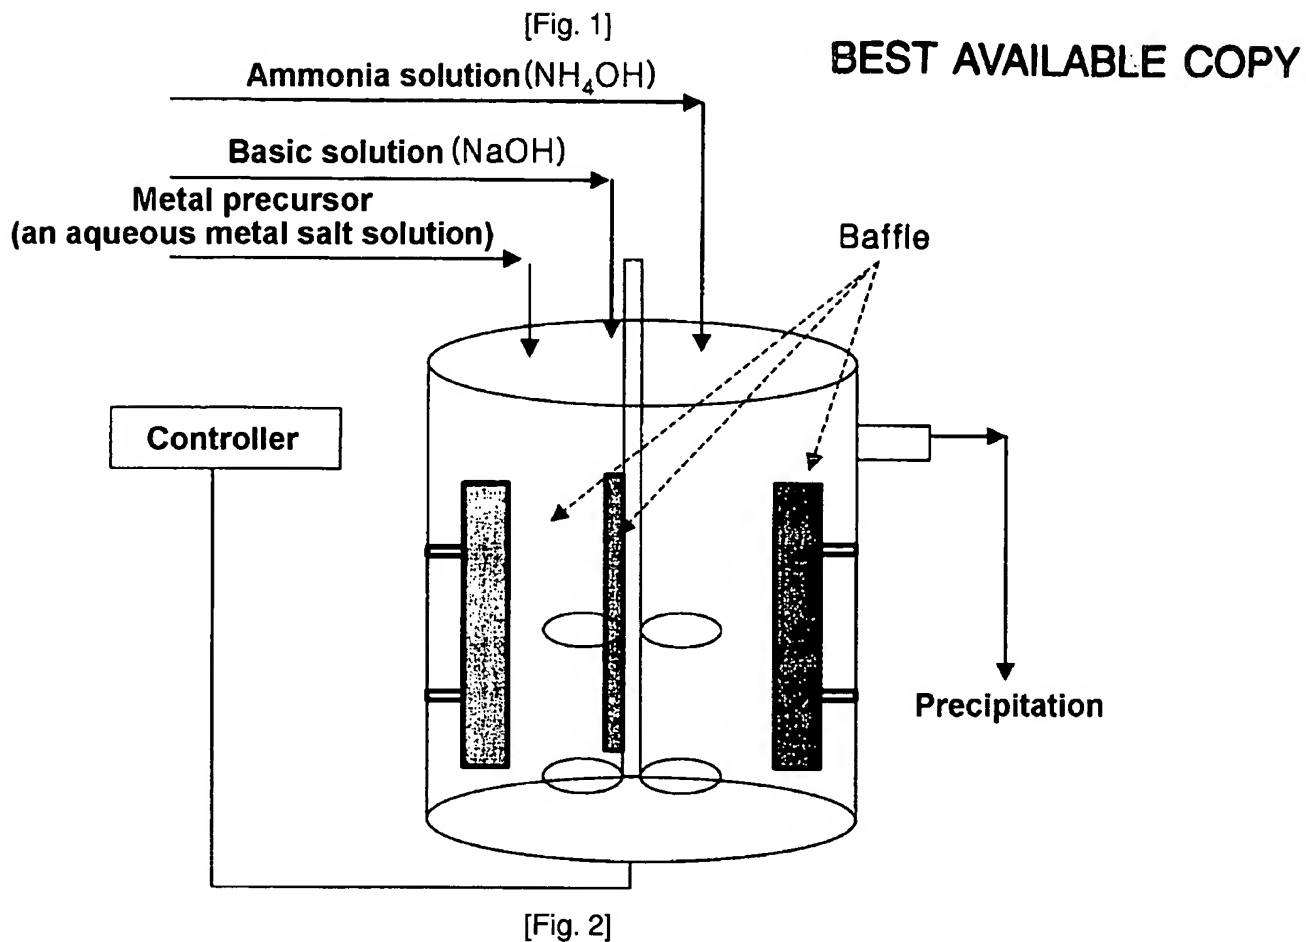 [Fig. 1]
BEST AVAILABLE COPY
Ammonia solution (NH₄OH)
Basic solution (NaOH)
Metal precursor
(an aqueous metal salt solution)
Baffle
Controller
Precipitation
[Fig. 2]